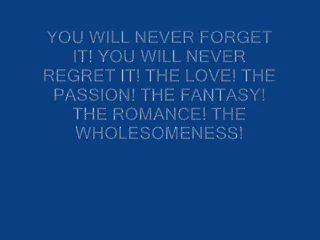 YOU WILL NEVER FORGET
IT! YOU WILL NEVER
REGRET IT! THE LOVE! THE
PASSION! THE FANTASY!
THE ROMANCE! THE
WHOLESOMENESS!